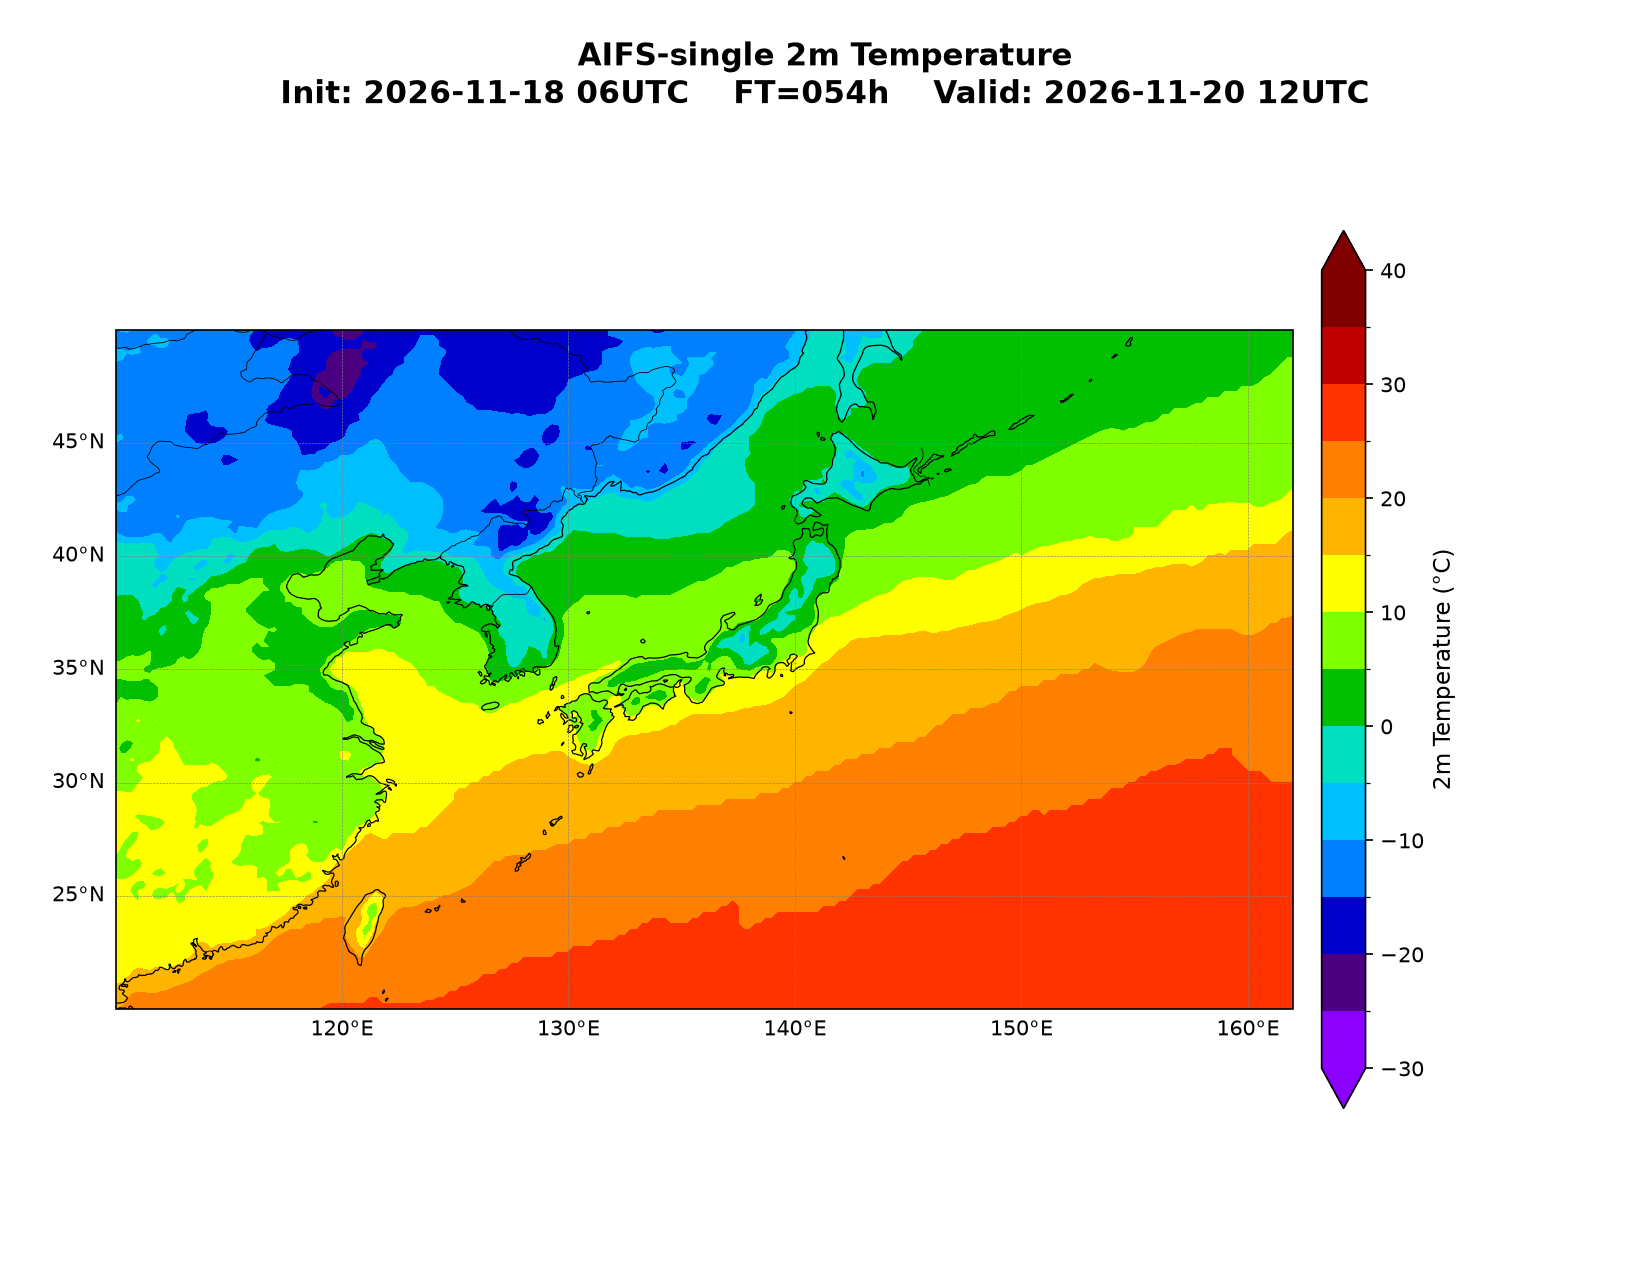 AIFS-single 2m Temperature
Init: 2026-11-18 06UTC    FT=054h    Valid: 2026-11-20 12UTC
45°N
40°N
35°N
30°N
25°N
120°E
130°E
140°E
150°E
160°E
40
30
20
10
0
−10
−20
−30
2m Temperature (°C)